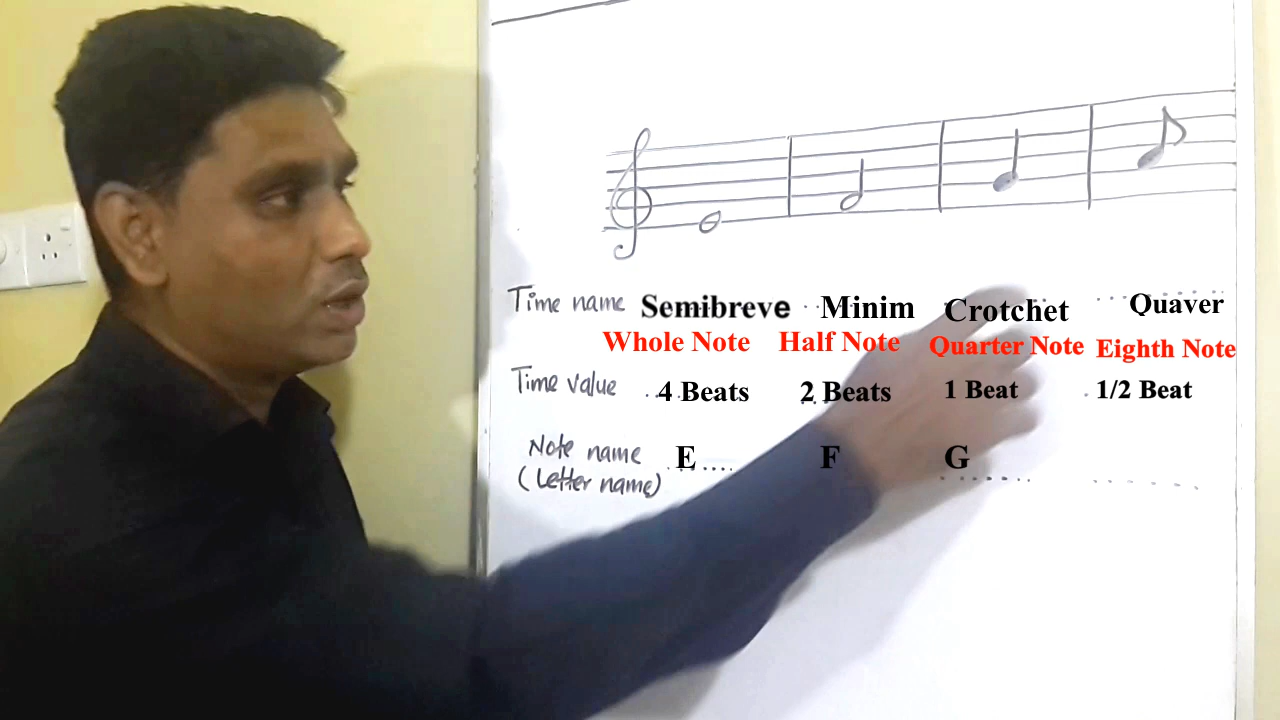 Time name Semibreve Minim Crotchet Quaver
Whole Note Half Note Quarter Note Eighth Note
Time value 4 Beats 2 Beats 1 Beat 1/2 Beat
Note name E F G
(Letter name)